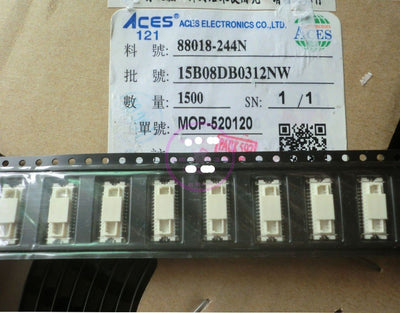 ACES ACES ELECTRONICS CO.,LTD.
121
ACES
料 號: 88018-244N
批 號: 15B08DB0312NW
數 量: 1500 SN: 1/1
單號: MOP-520120